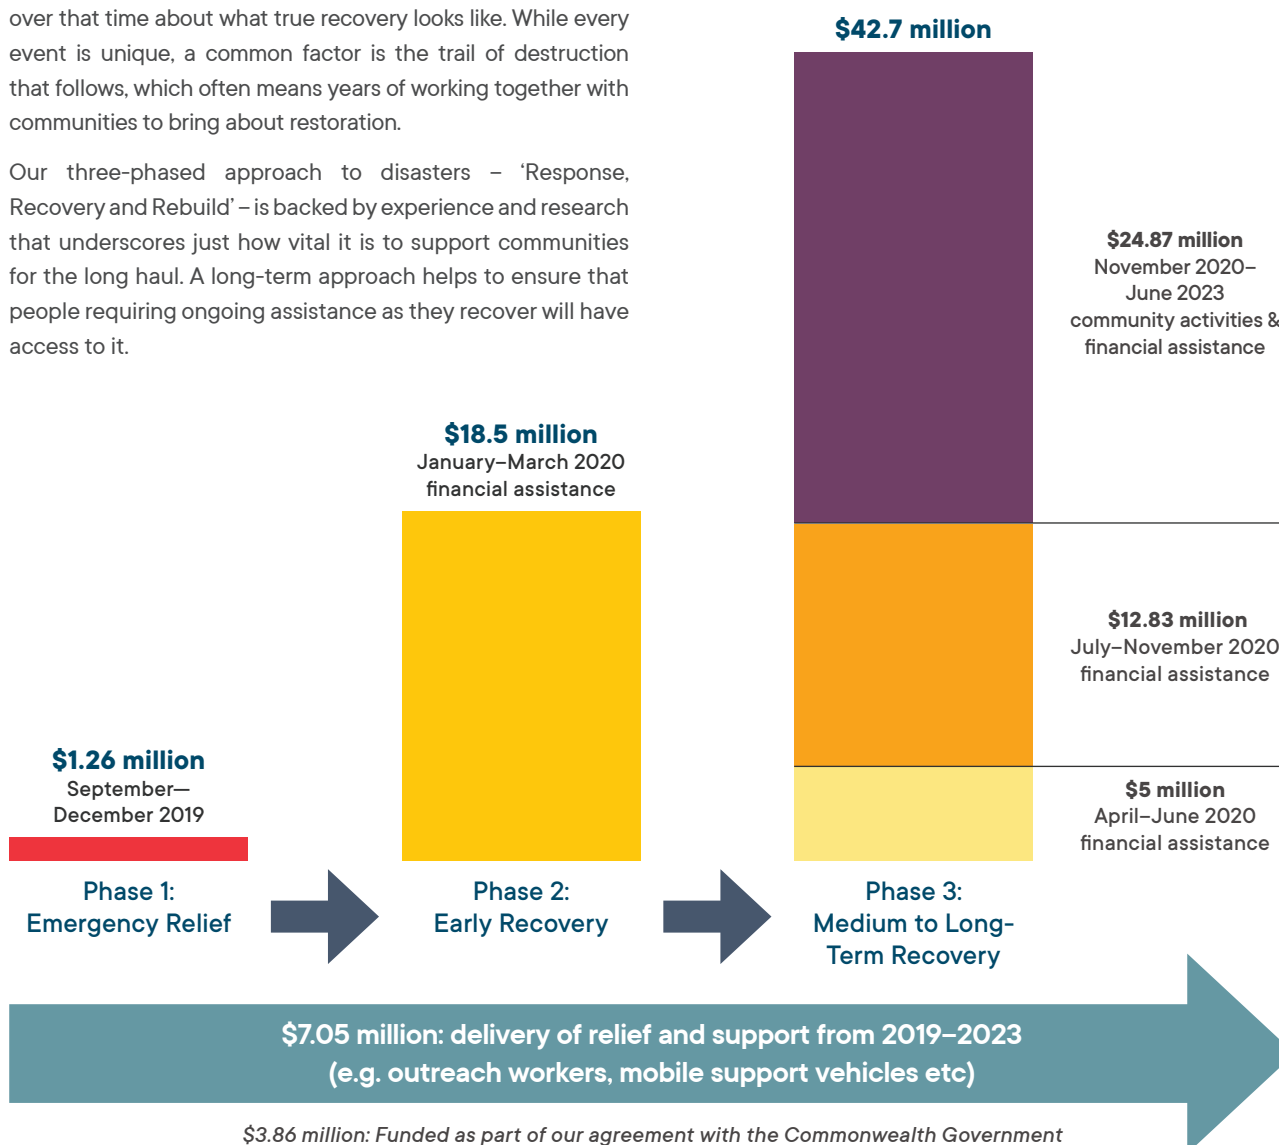 over that time about what true recovery looks like. While every
event is unique, a common factor is the trail of destruction
that follows, which often means years of working together with
communities to bring about restoration.
Our three-phased approach to disasters – ‘Response,
Recovery and Rebuild’ – is backed by experience and research
that underscores just how vital it is to support communities
for the long haul. A long-term approach helps to ensure that
people requiring ongoing assistance as they recover will have
access to it.
$1.26 million
September—
December 2019
Phase 1:
Emergency Relief
$18.5 million
January–March 2020
financial assistance
Phase 2:
Early Recovery
$42.7 million
$24.87 million
November 2020–
June 2023
community activities &
financial assistance
$12.83 million
July–November 2020
financial assistance
$5 million
April–June 2020
financial assistance
Phase 3:
Medium to Long-
Term Recovery
$7.05 million: delivery of relief and support from 2019–2023
(e.g. outreach workers, mobile support vehicles etc)
$3.86 million: Funded as part of our agreement with the Commonwealth Government